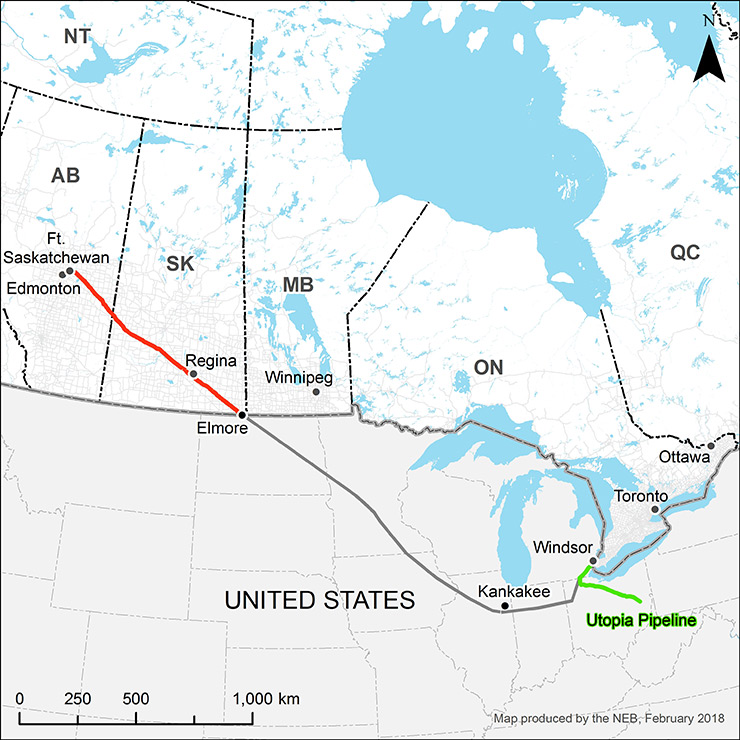 N
NT
AB
Ft.
Saskatchewan
Edmonton
SK
MB
QC
Regina
Winnipeg
ON
Elmore
Ottawa
Toronto
Windsor
Kankakee
UNITED STATES
Utopia Pipeline
0 250 500 1,000 km
Map produced by the NEB, February 2018